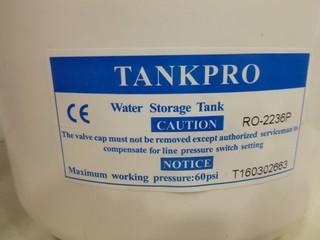 TANKPRO
CE Water Storage Tank
CAUTION RO-2236P
The valve cap must not be removed except authorized serviceman to
compensate for line pressure switch setting
NOTICE
Maximum working pressure:60psi T160302663